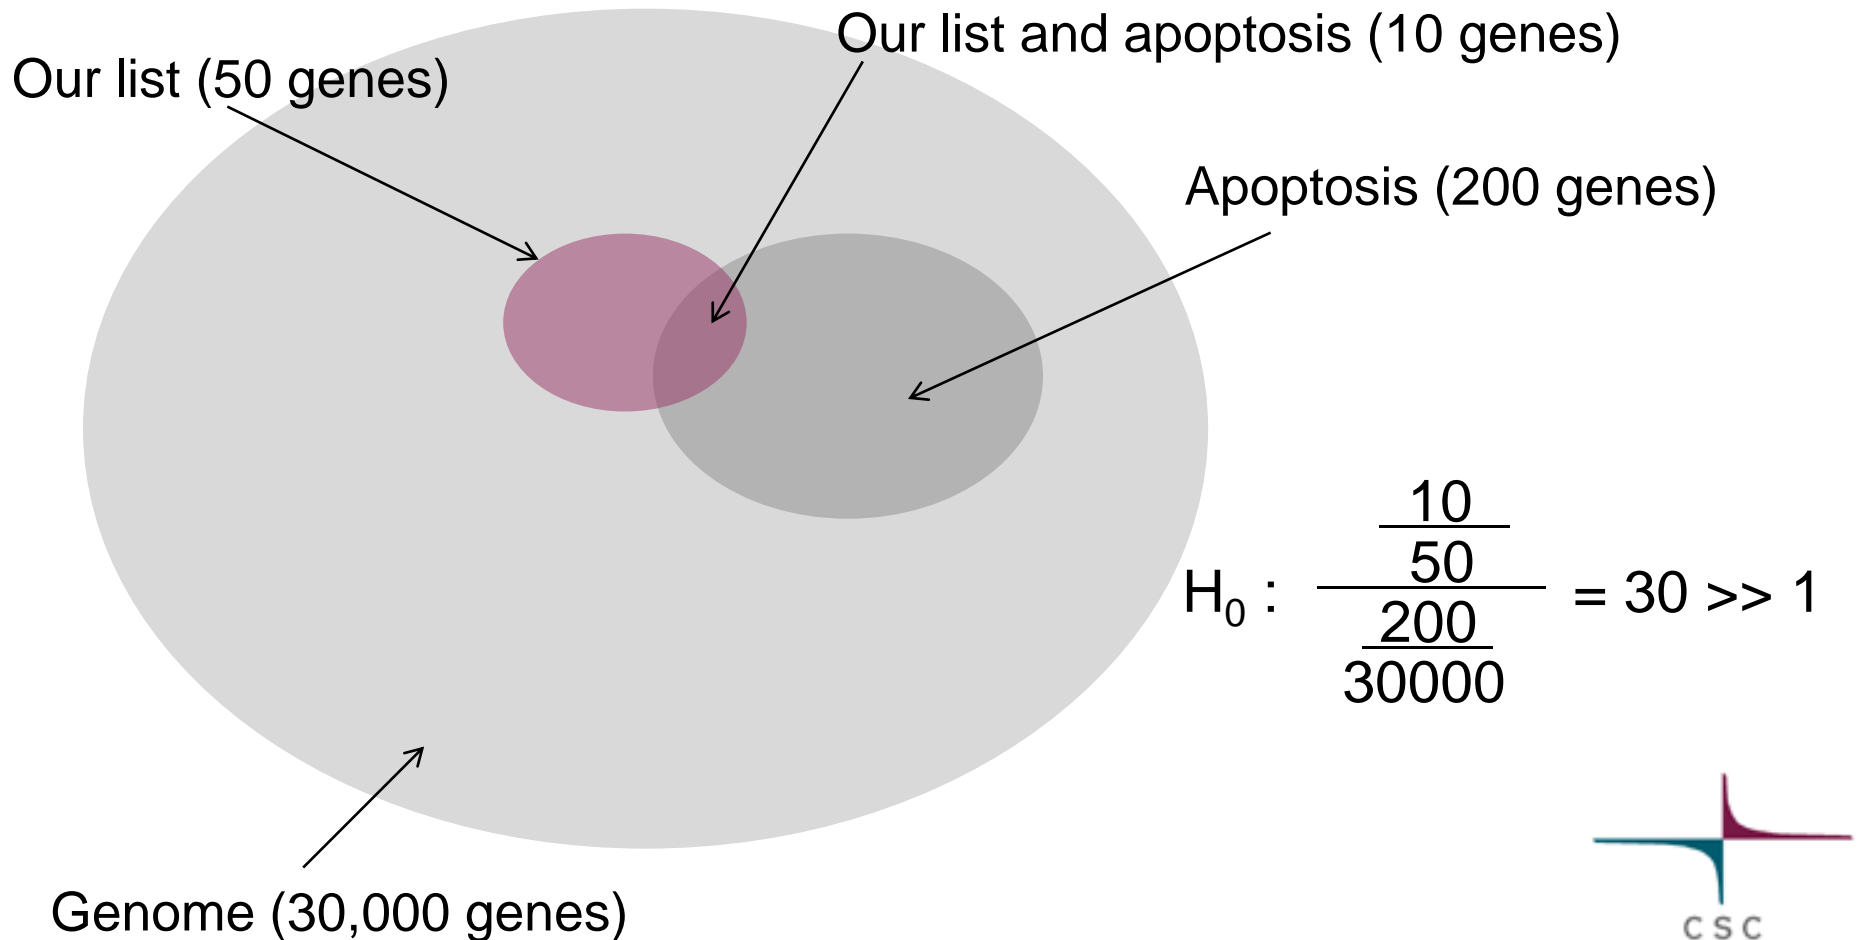 Our list and apoptosis (10 genes)
Our list (50 genes)
Apoptosis (200 genes)
10
50
H₀ : = 30 >> 1
200
30000
Genome (30,000 genes)
CSC